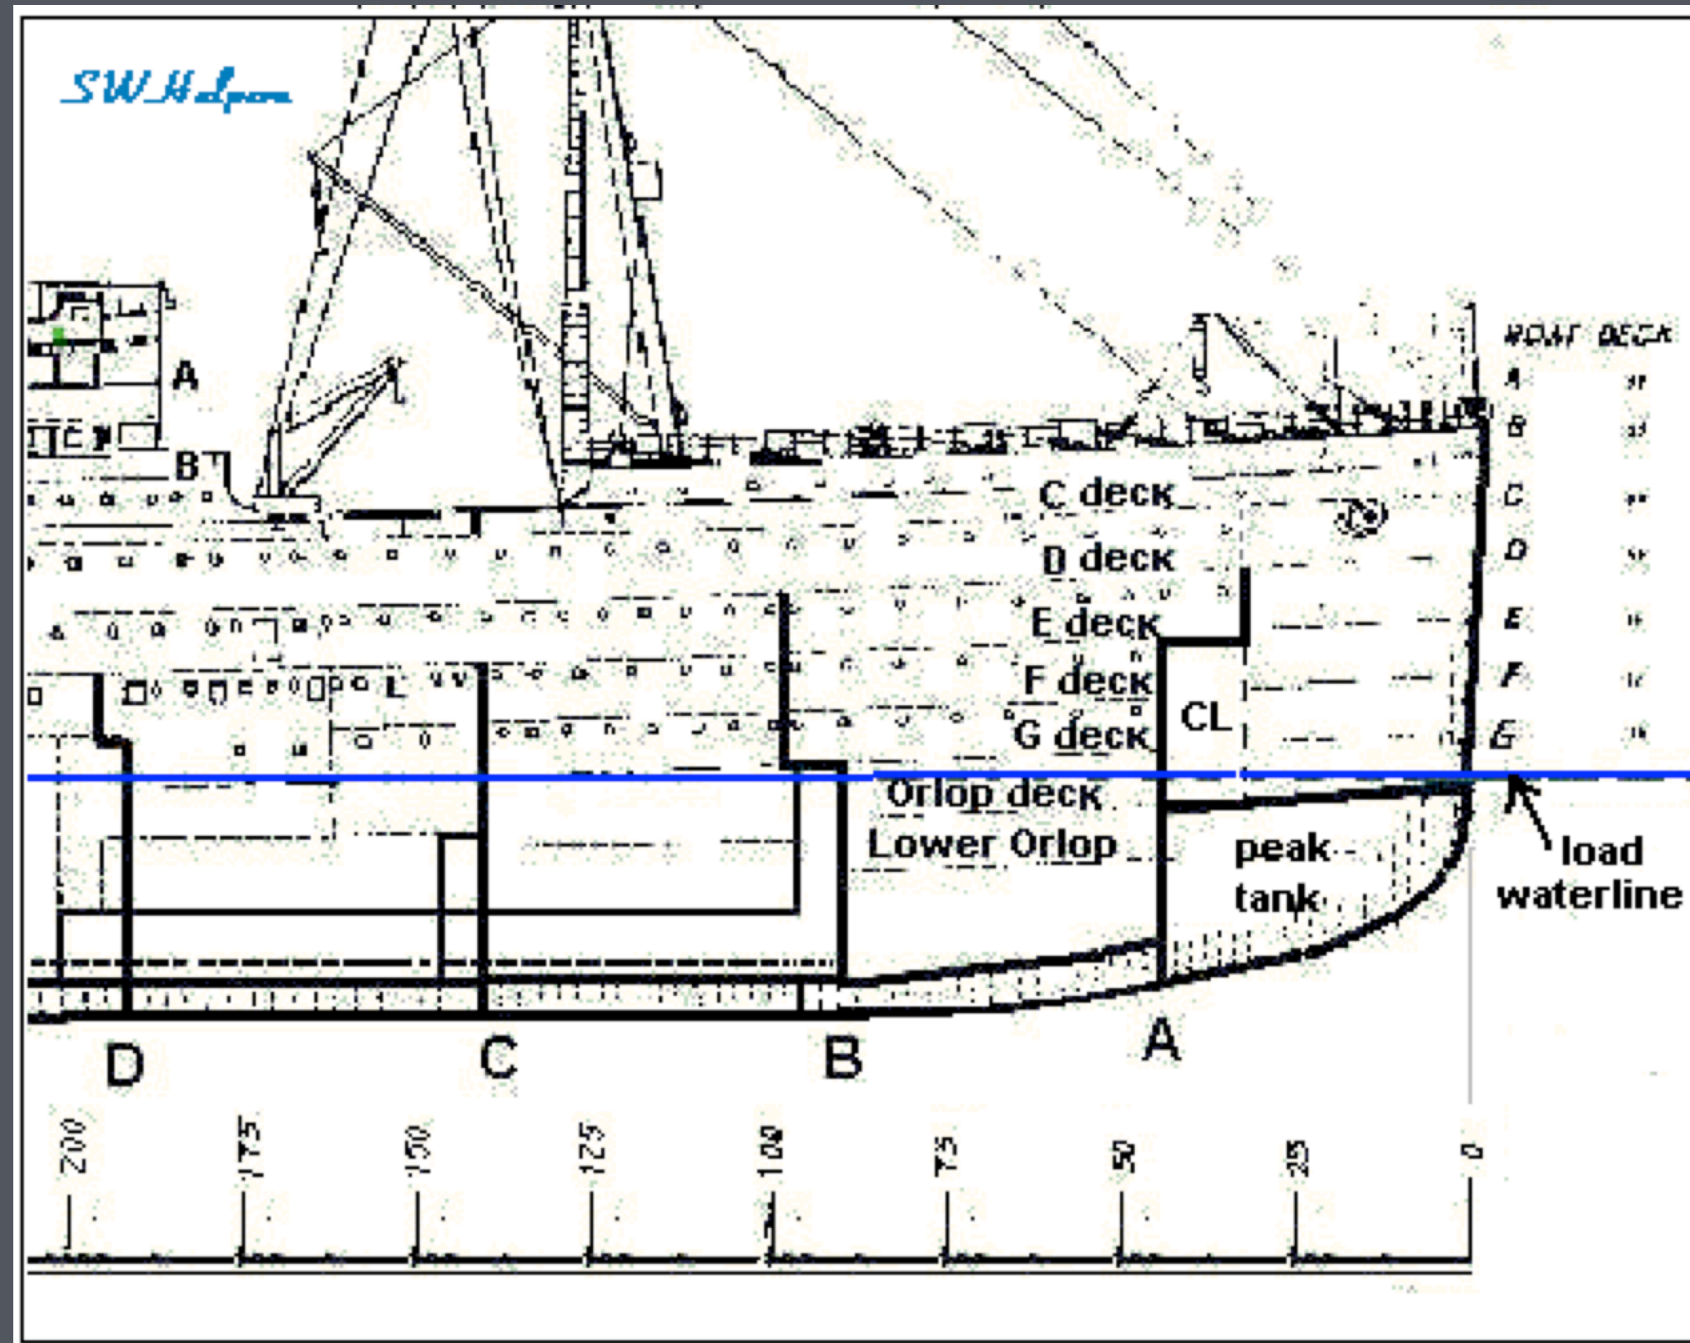 SW Halpern
BOAT DECK
A
A
B
B
C
C deck
D
D deck
E
E deck
F
F deck
CL
G
G deck
Orlop deck
Lower Orlop
peak
tank
load
waterline
D
C
B
A
200
175
150
125
100
75
50
25
0